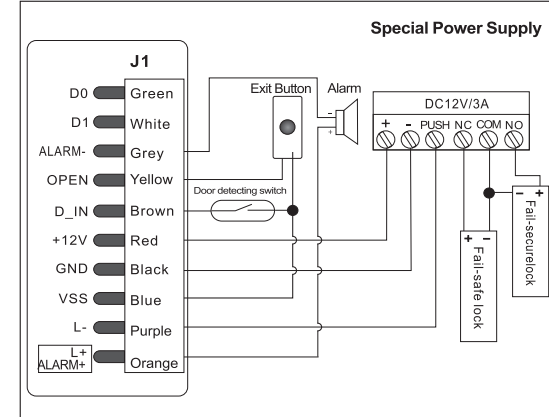 Special Power Supply
J1
D0 Green
D1 White
ALARM- Grey
OPEN Yellow
D_IN Brown
+12V Red
GND Black
VSS Blue
L- Purple
L+
ALARM+ Orange
Exit Button
Alarm
-
+
Door detecting switch
DC12V/3A
+ - PUSH NC COM NO
- +
Fail-securelock
+ -
Fail-safe lock